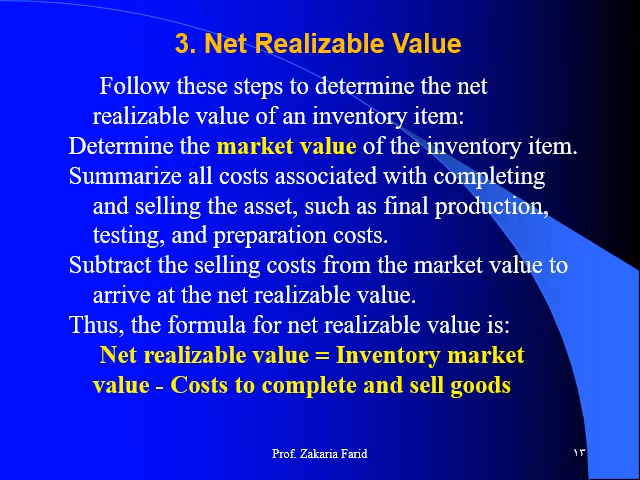 3. Net Realizable Value
Follow these steps to determine the net
realizable value of an inventory item:
Determine the market value of the inventory item.
Summarize all costs associated with completing
and selling the asset, such as final production,
testing, and preparation costs.
Subtract the selling costs from the market value to
arrive at the net realizable value.
Thus, the formula for net realizable value is:
Net realizable value = Inventory market
value - Costs to complete and sell goods
Prof. Zakaria Farid
١٣